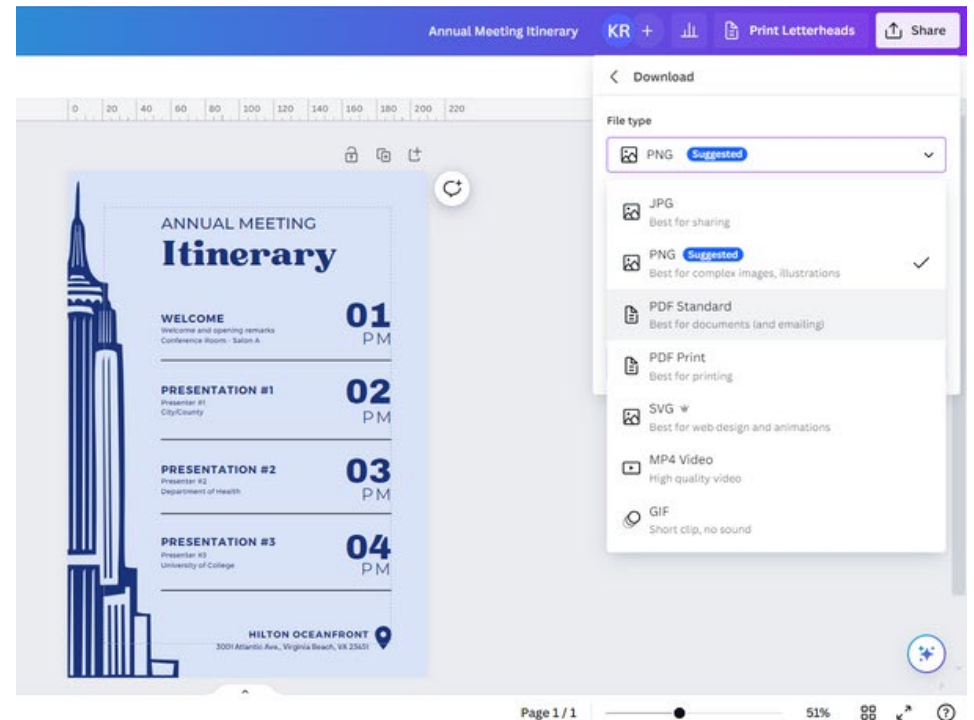 Annual Meeting Itinerary
KR +
Print Letterheads
Share
Download
0 20 40 60 80 100 120 140 160 180 200 220
File type
PNG Suggested
JPG
Best for sharing
PNG Suggested
Best for complex images, illustrations
PDF Standard
Best for documents (and emailing)
PDF Print
Best for printing
SVG
Best for web design and animations
MP4 Video
High quality video
GIF
Short clip, no sound
ANNUAL MEETING
Itinerary
WELCOME
Welcome and opening remarks
Conference Room - Salon A
01
PM
PRESENTATION #1
Presenter #1
City/County
02
PM
PRESENTATION #2
Presenter #2
Department of Health
03
PM
PRESENTATION #3
Presenter #3
University of College
04
PM
HILTON OCEANFRONT
3001 Atlantic Ave., Virginia Beach, VA 23451
Page 1 / 1
51%
?